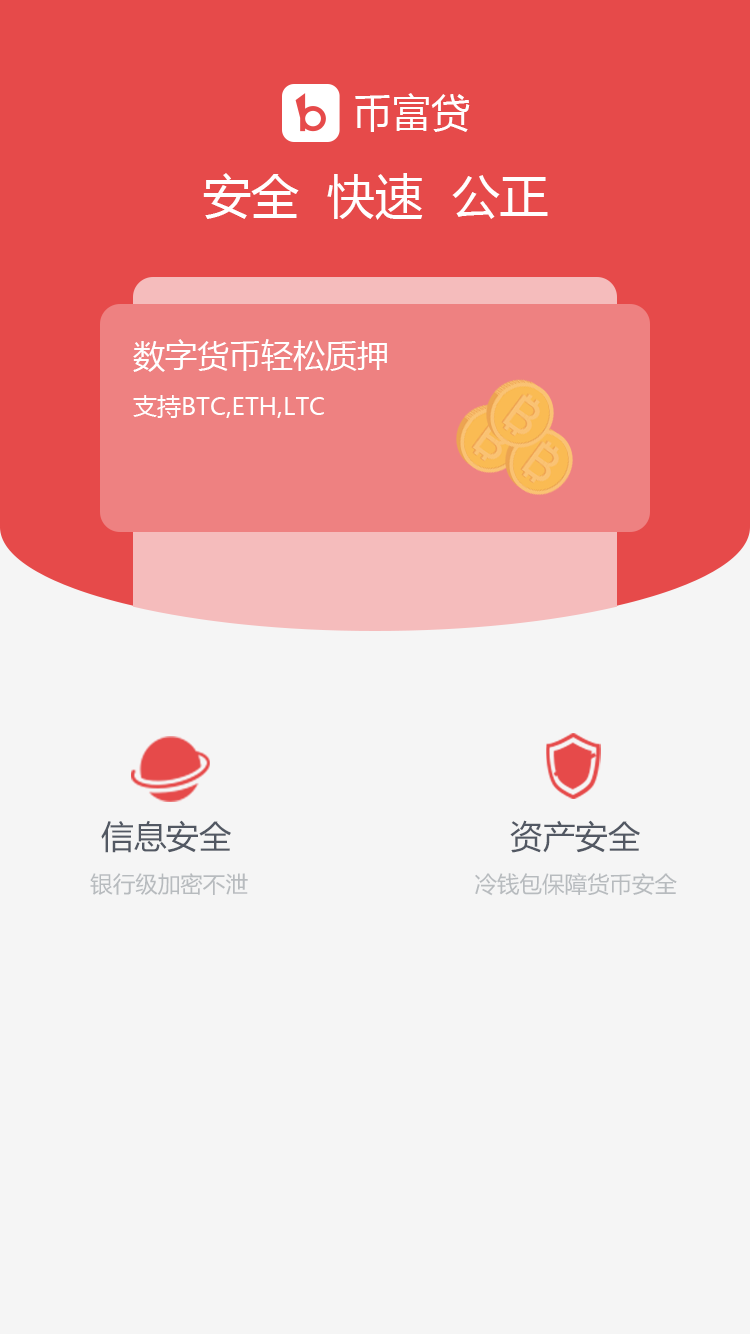 币富贷
安全 快速 公正
数字货币轻松质押
支持BTC,ETH,LTC
信息安全
资产安全
银行级加密不泄
冷钱包保障货币安全